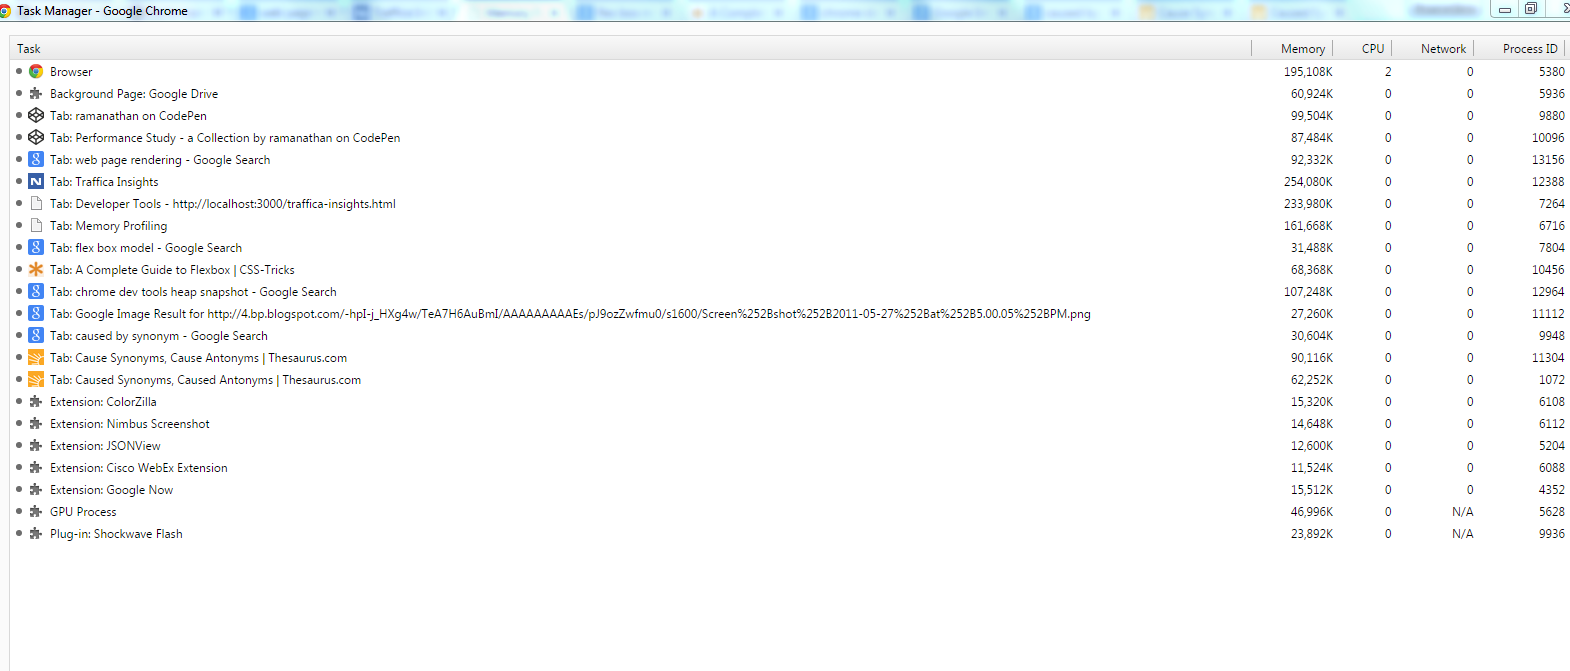 Task Manager - Google Chrome
Task Memory CPU Network Process ID
Browser 195,108K 2 0 5380
Background Page: Google Drive 60,924K 0 0 5936
Tab: ramanathan on CodePen 99,504K 0 0 9880
Tab: Performance Study - a Collection by ramanathan on CodePen 87,484K 0 0 10096
Tab: web page rendering - Google Search 92,332K 0 0 13156
Tab: Traffica Insights 254,080K 0 0 12388
Tab: Developer Tools - http://localhost:3000/traffica-insights.html 233,980K 0 0 7264
Tab: Memory Profiling 161,668K 0 0 6716
Tab: flex box model - Google Search 31,488K 0 0 7804
Tab: A Complete Guide to Flexbox | CSS-Tricks 68,368K 0 0 10456
Tab: chrome dev tools heap snapshot - Google Search 107,248K 0 0 12964
Tab: Google Image Result for http://4.bp.blogspot.com/-hpI-j_HXg4w/TeA7H6AuBmI/AAAAAAAAAEs/pJ9ozZwfmu0/s1600/Screen%252Bshot%252B2011-05-27%252Bat%252B5.00.05%252BPM.png 27,260K 0 0 11112
Tab: caused by synonym - Google Search 30,604K 0 0 9948
Tab: Cause Synonyms, Cause Antonyms | Thesaurus.com 90,116K 0 0 11304
Tab: Caused Synonyms, Caused Antonyms | Thesaurus.com 62,252K 0 0 1072
Extension: ColorZilla 15,320K 0 0 6108
Extension: Nimbus Screenshot 14,648K 0 0 6112
Extension: JSONView 12,600K 0 0 5204
Extension: Cisco WebEx Extension 11,524K 0 0 6088
Extension: Google Now 15,512K 0 0 4352
GPU Process 46,996K 0 N/A 5628
Plug-in: Shockwave Flash 23,892K 0 N/A 9936